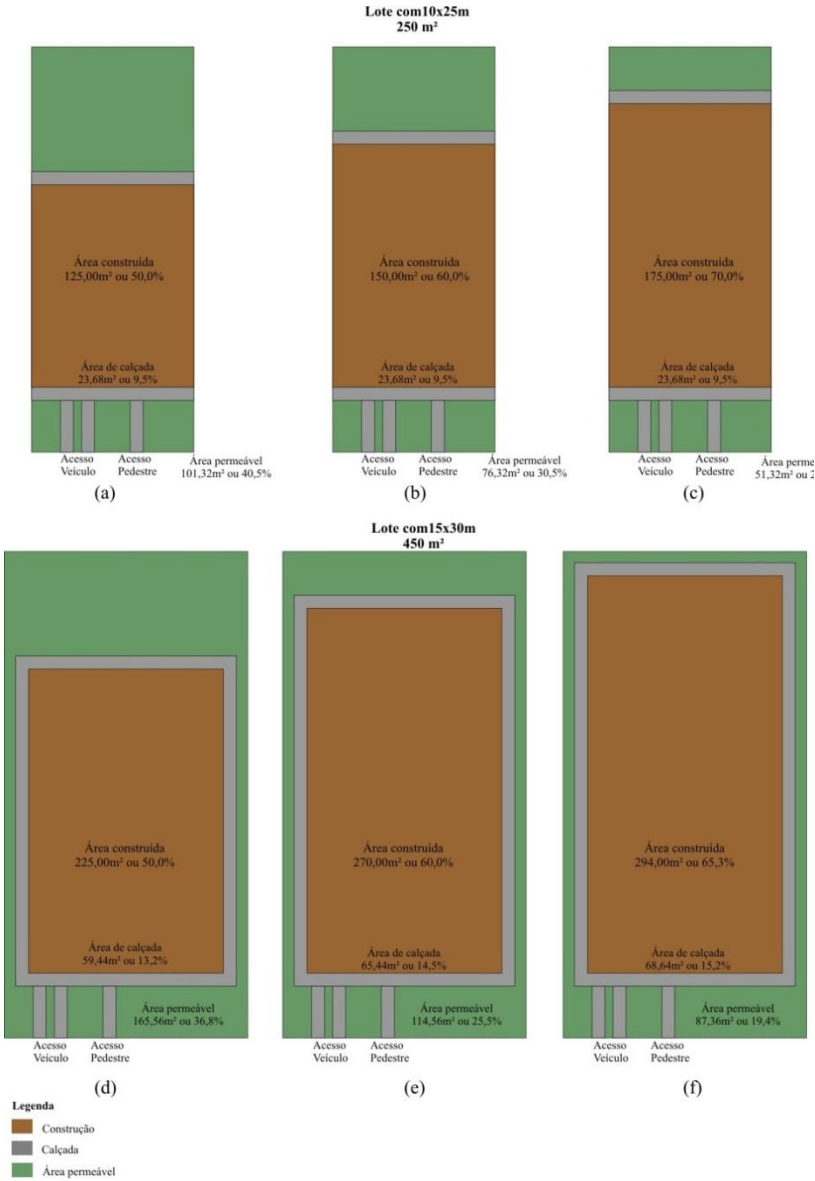 Lote com10x25m
250 m²
Área construída
125,00m² ou 50,0%
Área de calçada
23,68m² ou 9,5%
Acesso
Veículo
Acesso
Pedestre
Área permeável
101,32m² ou 40,5%
(a)
Área construída
150,00m² ou 60,0%
Área de calçada
23,68m² ou 9,5%
Acesso
Veículo
Acesso
Pedestre
Área permeável
76,32m² ou 30,5%
(b)
Área construída
175,00m² ou 70,0%
Área de calçada
23,68m² ou 9,5%
Acesso
Veículo
Acesso
Pedestre
Área
51,32m² ou
(c)
Lote com15x30m
450 m²
Área construída
225,00m² ou 50,0%
Área de calçada
59,44m² ou 13,2%
Área permeável
165,56m² ou 36,8%
Acesso
Veículo
Acesso
Pedestre
(d)
Área construída
270,00m² ou 60,0%
Área de calçada
65,44m² ou 14,5%
Área permeável
114,56m² ou 25,5%
Acesso
Veículo
Acesso
Pedestre
(e)
Área construída
294,00m² ou 65,3%
Área de calçada
68,64m² ou 15,2%
Área permeável
87,36m² ou 19,4%
Acesso
Veículo
Acesso
Pedestre
(f)
Legenda
Construção
Calçada
Área permeável